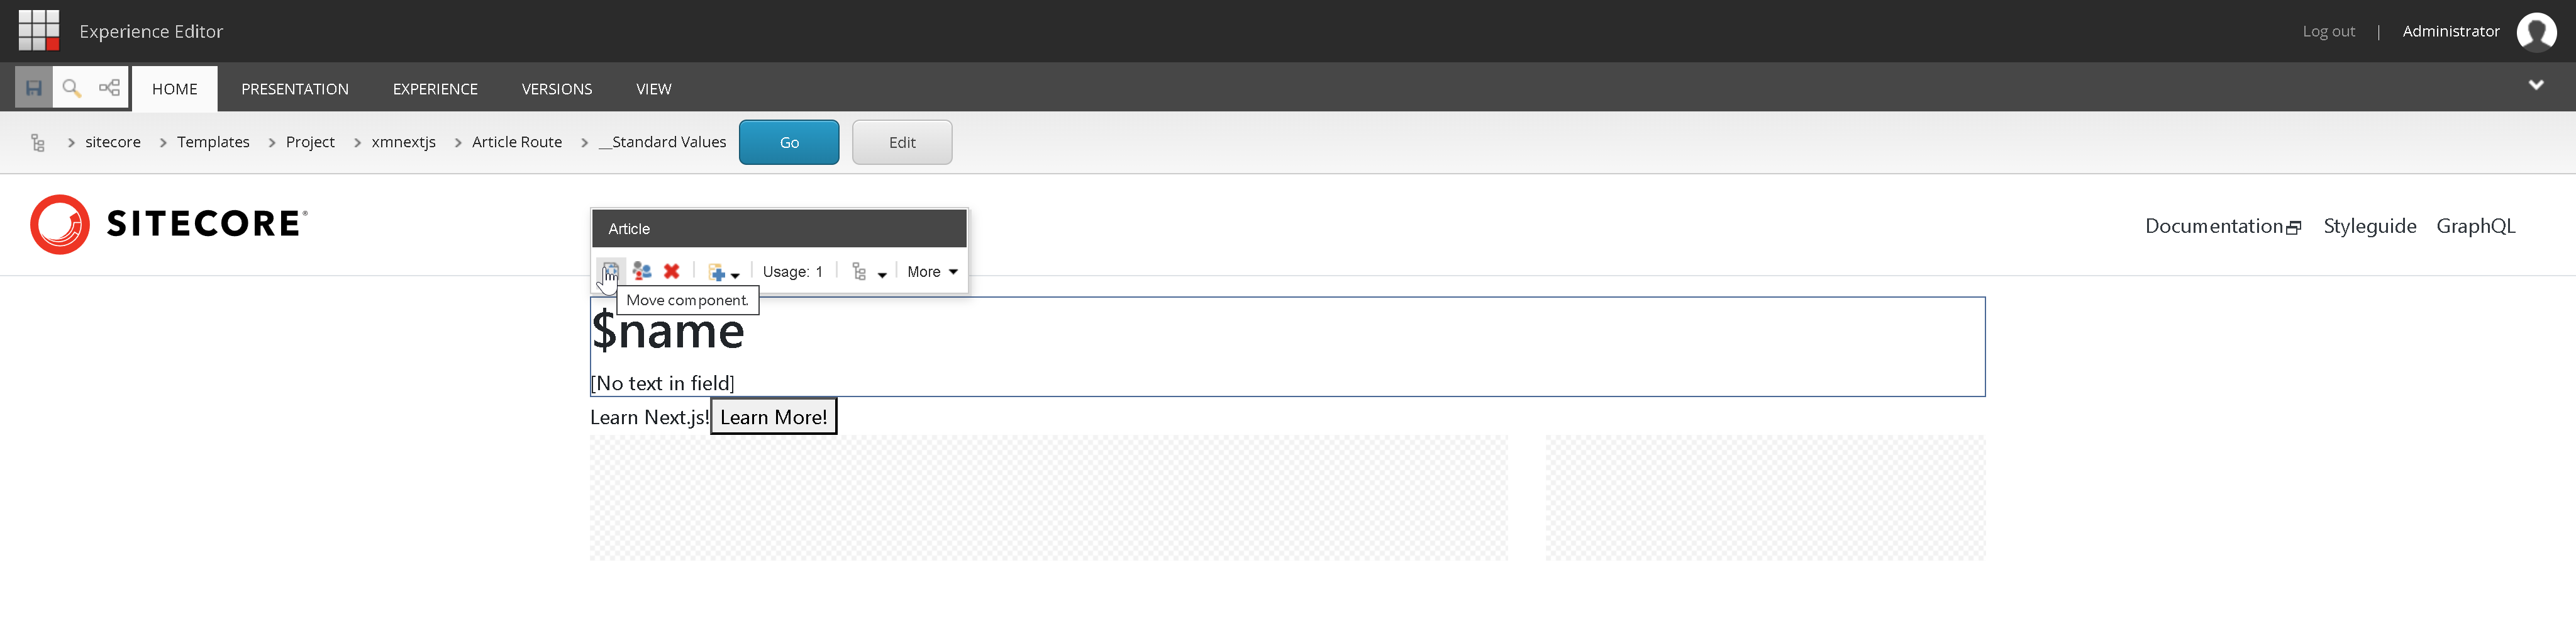 Experience Editor
Log out | Administrator
HOME PRESENTATION EXPERIENCE VERSIONS VIEW
sitecore Templates Project xmnextjs Article Route __Standard Values Go Edit
SITECORE®
Documentation Styleguide GraphQL
Article
Usage: 1 More
Move component.
$name
[No text in field]
Learn Next.js! Learn More!